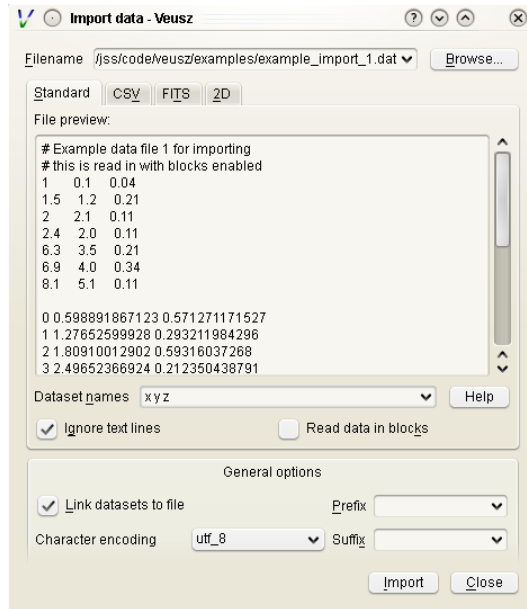 Import data - Veusz
Filename /jss/code/veusz/examples/example_import_1.dat Browse...
Standard CSV FITS 2D
File preview:
# Example data file 1 for importing
# this is read in with blocks enabled
1 0.1 0.04
1.5 1.2 0.21
2 2.1 0.11
2.4 2.0 0.11
6.3 3.5 0.21
6.9 4.0 0.34
8.1 5.1 0.11
0 0.598891867123 0.571271171527
1 1.27652599928 0.293211984296
2 1.80910012902 0.59316037268
3 2.49652366924 0.212350438791
Dataset names x y z Help
Ignore text lines Read data in blocks
General options
Link datasets to file Prefix
Character encoding utf_8 Suffix
Import Close